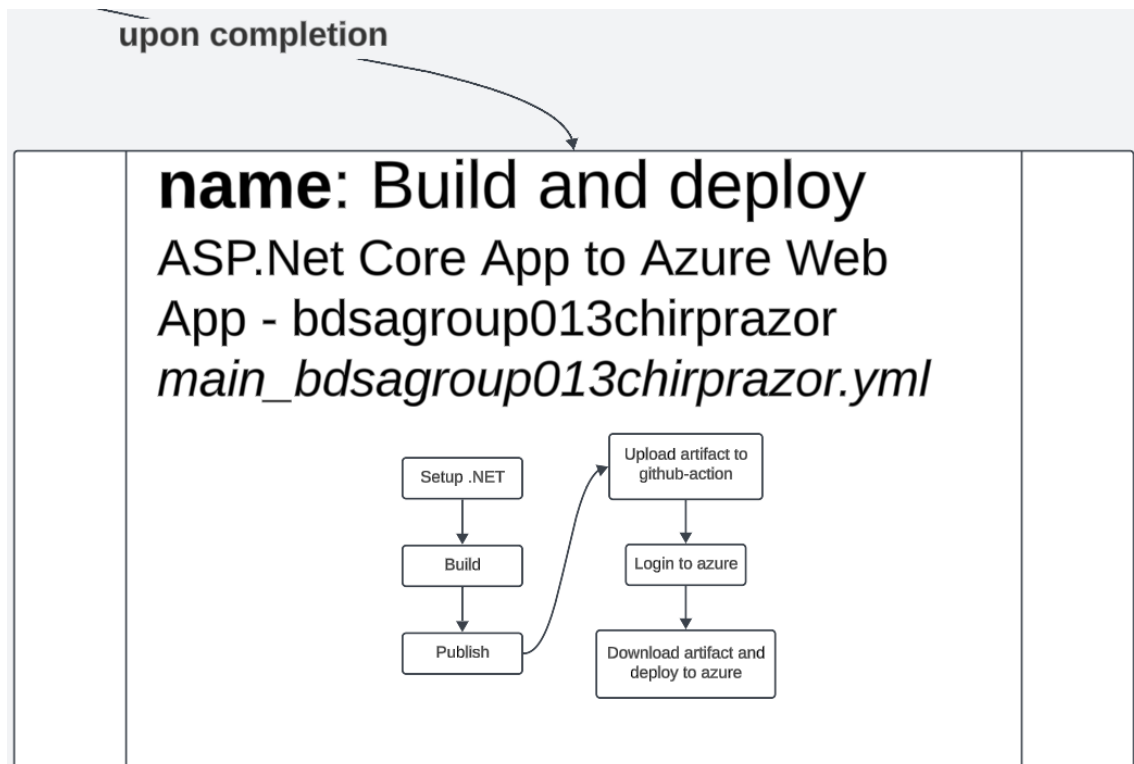 upon completion
name: Build and deploy
ASP.Net Core App to Azure Web
App - bdsagroup013chirprazor
main_bdsagroup013chirprazor.yml
Setup .NET
Build
Publish
Upload artifact to
github-action
Login to azure
Download artifact and
deploy to azure